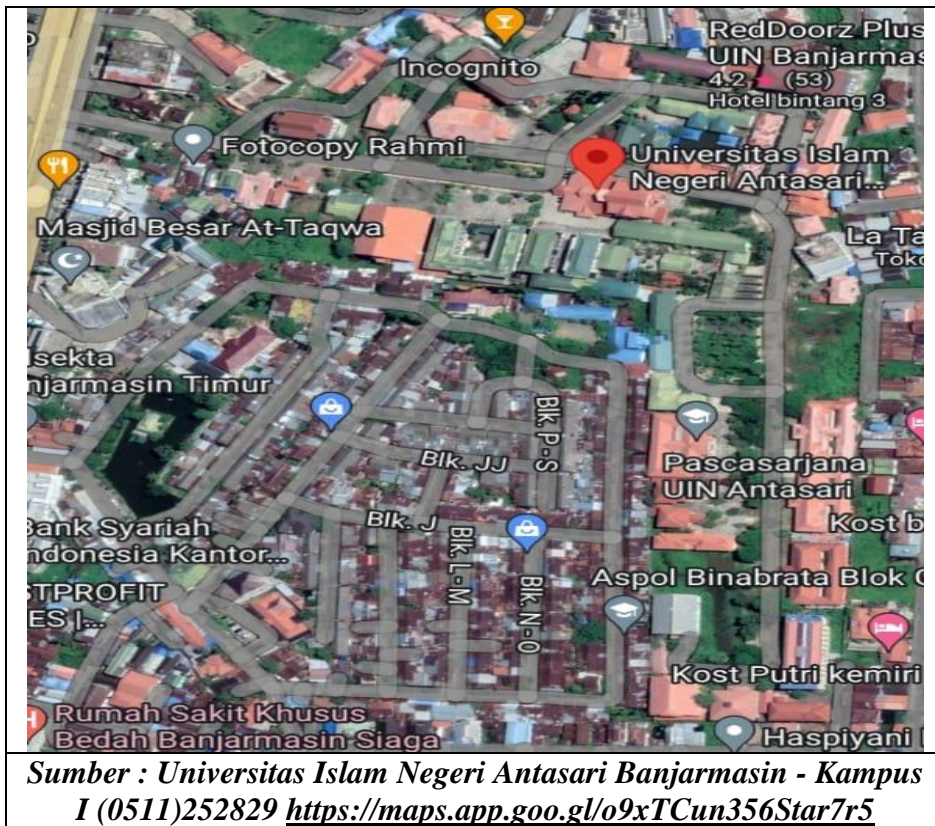 RedDoorz Plus
UIN Banjarmas
4.2 (53)
Hotel bintang 3
Incognito
Fotocopy Rahmi
Universitas Islam
Negeri Antasari...
Masjid Besar At-Taqwa
La Ta
Toko
lsekta
njarmasin Timur
Blk. P - S
Blk. JJ
Pascasarjana
UIN Antasari
Blk. J
Blk. L-M
Kost b
Bank Syariah
ndonesia Kantor...
Blk. N - O
Aspol Binabrata Blok
STPROFIT
ES |...
Kost Putri kemiri
Rumah Sakit Khusus
Bedah Banjarmasin Siaga
Haspiyani
Sumber : Universitas Islam Negeri Antasari Banjarmasin - Kampus
I (0511)252829 https://maps.app.goo.gl/o9xTCun356Star7r5